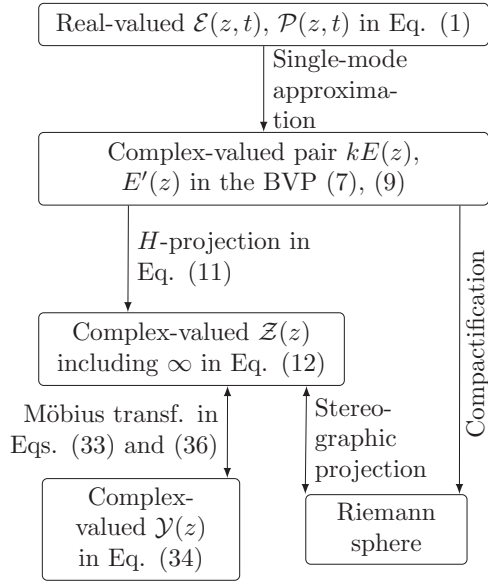 Real-valued ℰ(z, t), 𝒫(z, t) in Eq. (1)
Single-mode
approxima-
tion
Complex-valued pair kE(z),
E′(z) in the BVP (7), (9)
H-projection in
Eq. (11)
Compactification
Complex-valued 𝒵(z)
including ∞ in Eq. (12)
Möbius transf. in
Eqs. (33) and (36)
Stereo-
graphic
projection
Complex-
valued 𝒴(z)
in Eq. (34)
Riemann
sphere